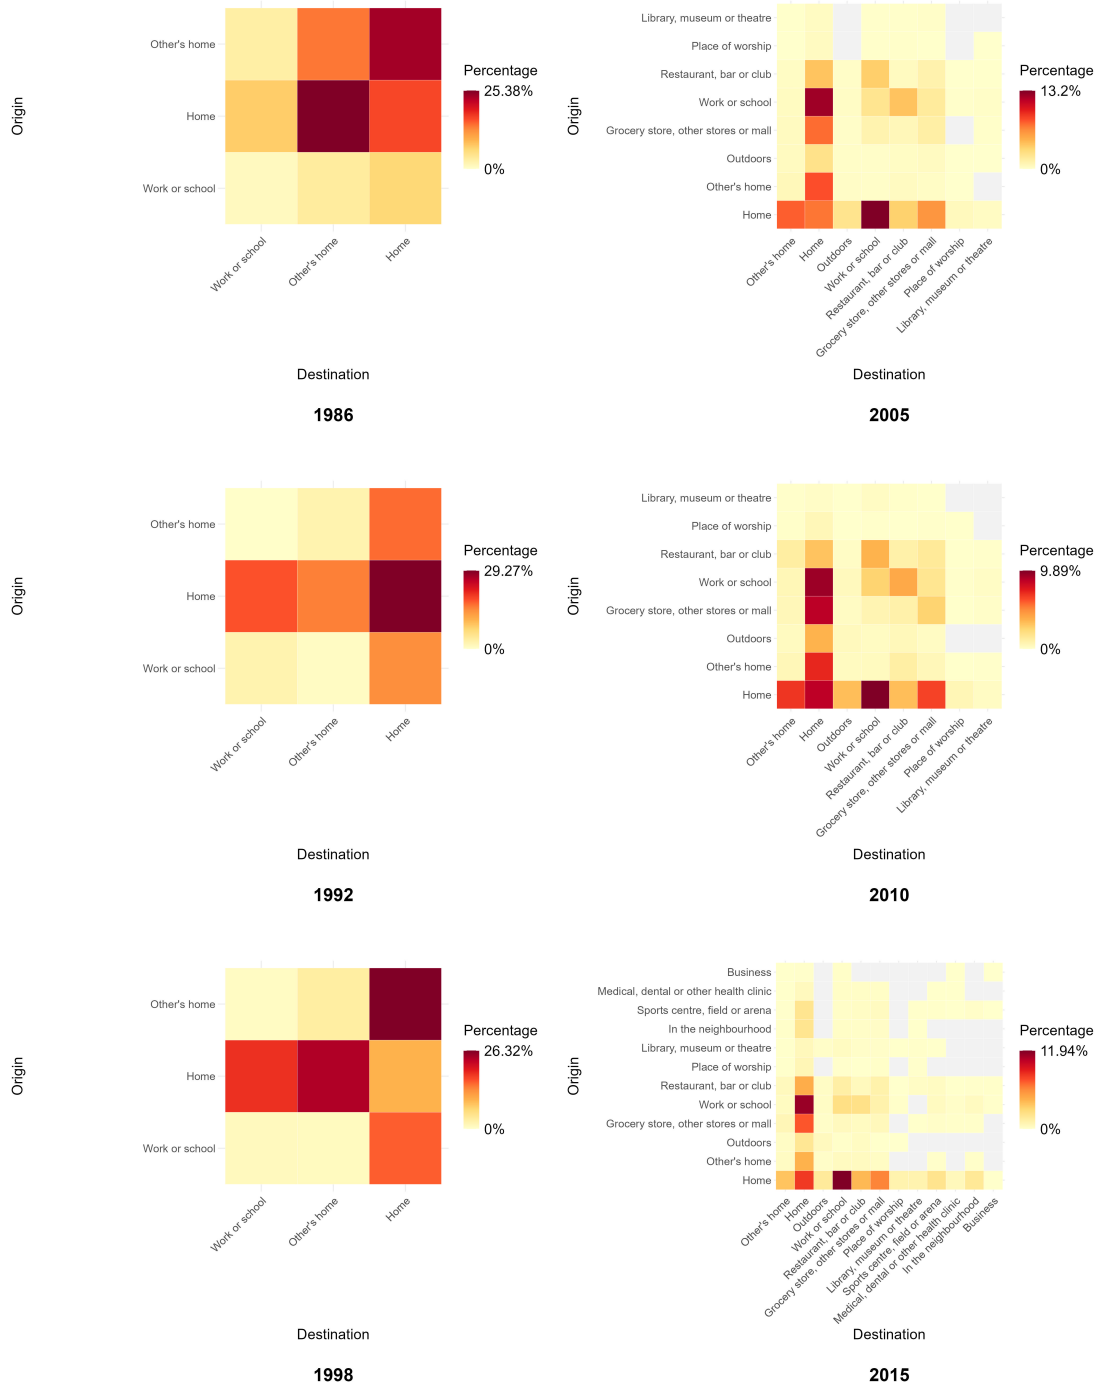 Origin
Other's home
Home
Work or school
Work or school
Other's home
Home
Destination
Percentage
25.38%
0%
1986
Origin
Library, museum or theatre
Place of worship
Restaurant, bar or club
Work or school
Grocery store, other stores or mall
Outdoors
Other's home
Home
Other's home
Home
Outdoors
Work or school
Restaurant, bar or club
Grocery store, other stores or mall
Place of worship
Library, museum or theatre
Destination
Percentage
13.2%
0%
2005
Origin
Other's home
Home
Work or school
Work or school
Other's home
Home
Destination
Percentage
29.27%
0%
1992
Origin
Library, museum or theatre
Place of worship
Restaurant, bar or club
Work or school
Grocery store, other stores or mall
Outdoors
Other's home
Home
Other's home
Home
Outdoors
Work or school
Restaurant, bar or club
Grocery store, other stores or mall
Place of worship
Library, museum or theatre
Destination
Percentage
9.89%
0%
2010
Origin
Other's home
Home
Work or school
Work or school
Other's home
Home
Destination
Percentage
26.32%
0%
1998
Origin
Business
Medical, dental or other health clinic
Sports centre, field or arena
In the neighbourhood
Library, museum or theatre
Place of worship
Restaurant, bar or club
Work or school
Grocery store, other stores or mall
Outdoors
Other's home
Home
Other's home
Home
Outdoors
Work or school
Restaurant, bar or club
Grocery store, other stores or mall
Place of worship
Library, museum or theatre
Sports centre, field or arena
Medical, dental or other health clinic
In the neighbourhood
Business
Destination
Percentage
11.94%
0%
2015